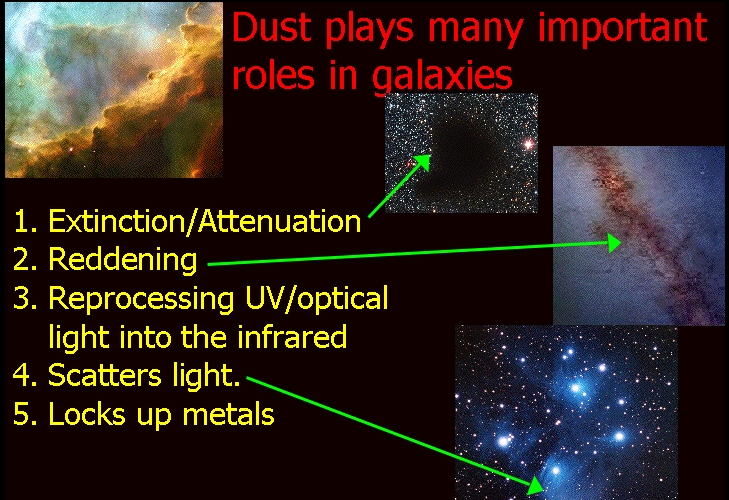 Dust plays many important
roles in galaxies
1. Extinction/Attenuation
2. Reddening
3. Reprocessing UV/optical
light into the infrared
4. Scatters light.
5. Locks up metals